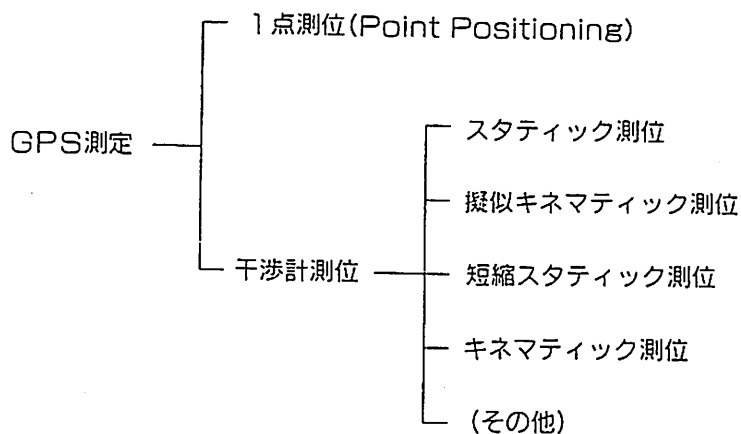 1点測位(Point Positioning)
スタティック測位
GPS測定
擬似キネマティック測位
干渉計測位
短縮スタティック測位
キネマティック測位
(その他)